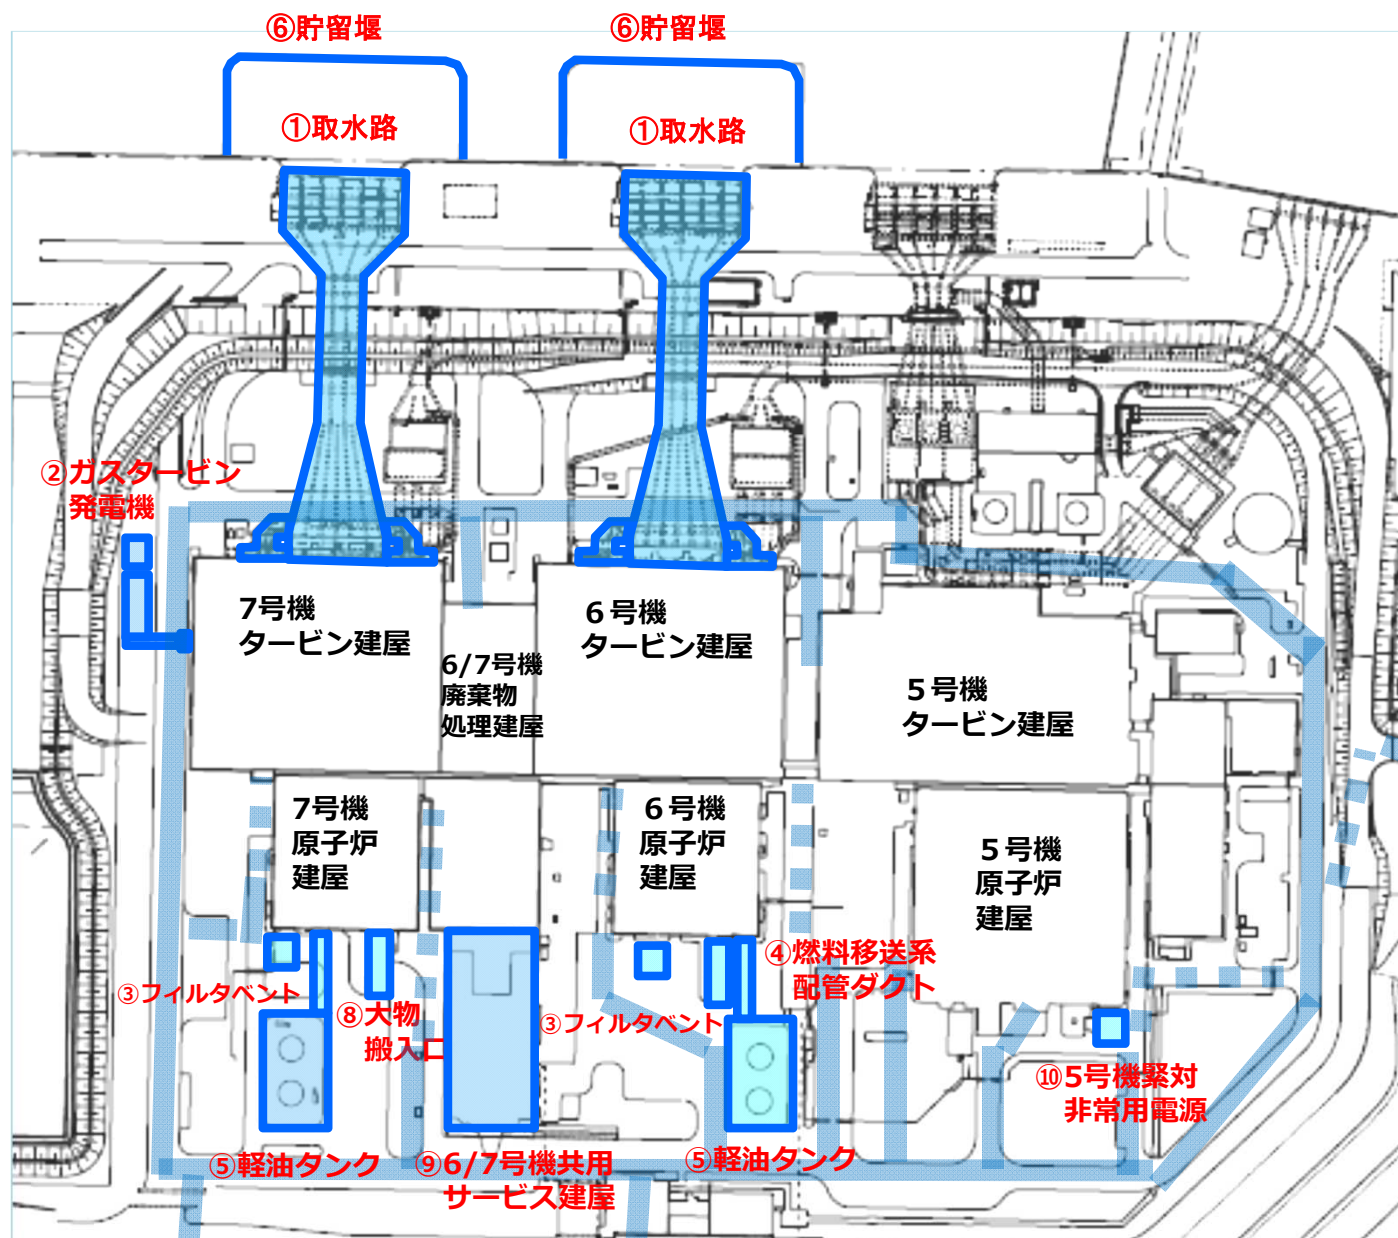 ⑥貯留堰
⑥貯留堰
①取水路
①取水路
②ガスタービン
発電機
7号機
タービン建屋
6/7号機
廃棄物
処理建屋
６号機
タービン建屋
５号機
タービン建屋
7号機
原子炉
建屋
６号機
原子炉
建屋
５号機
原子炉
建屋
③フィルタベント
⑧大物
搬入口
③フィルタベント
④燃料移送系
配管ダクト
⑩5号機緊対
非常用電源
⑤軽油タンク
⑨6/7号機共用
サービス建屋
⑤軽油タンク